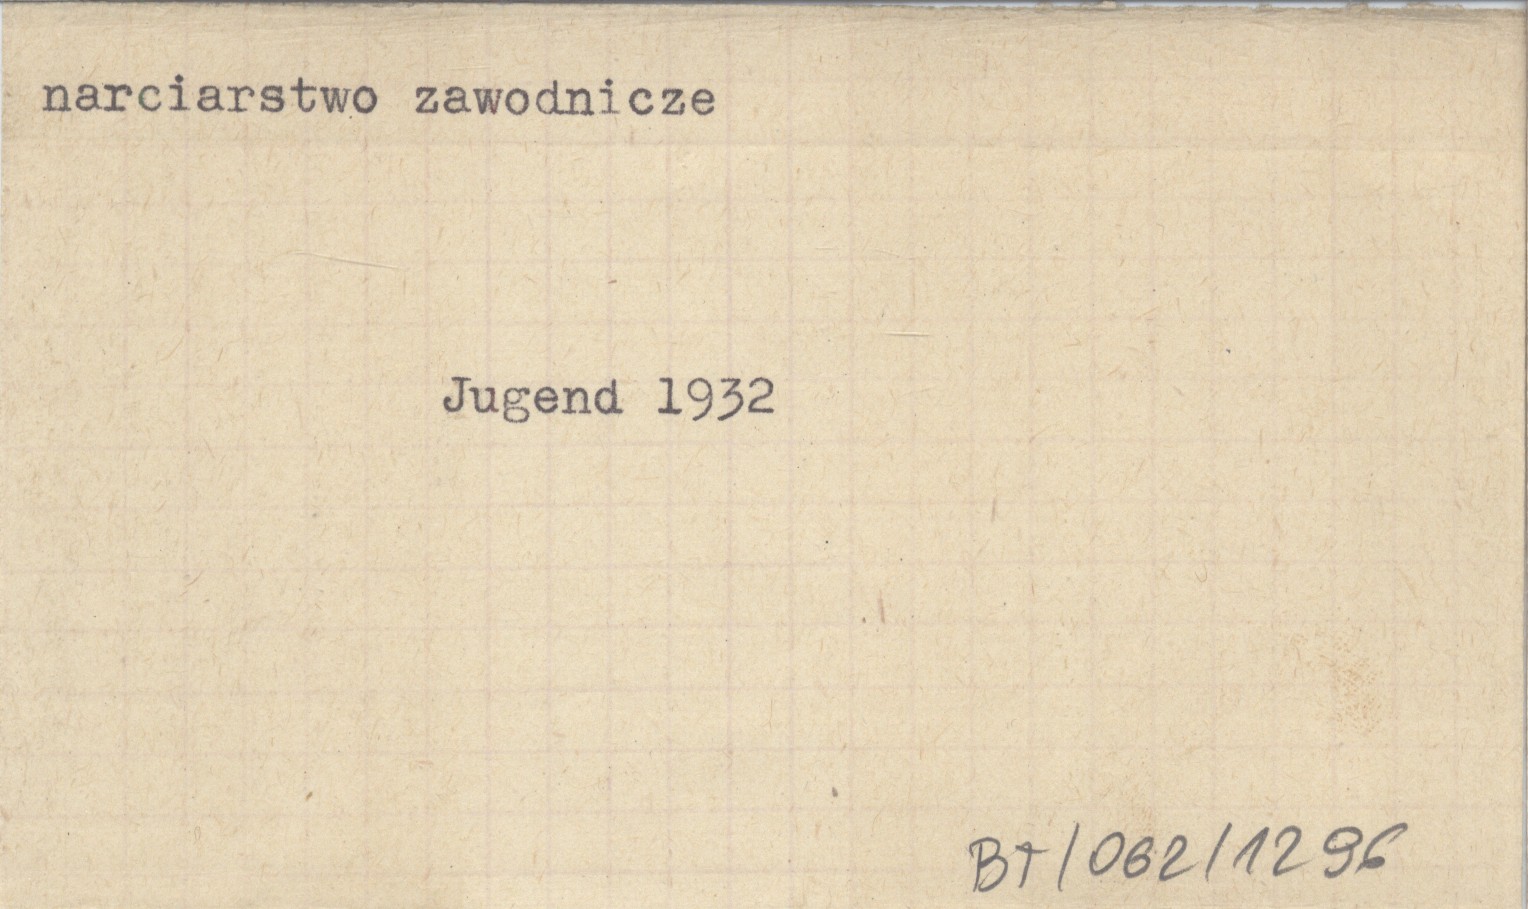 narciarstwo zawodnicze
Jugend 1932
BT/062/1296